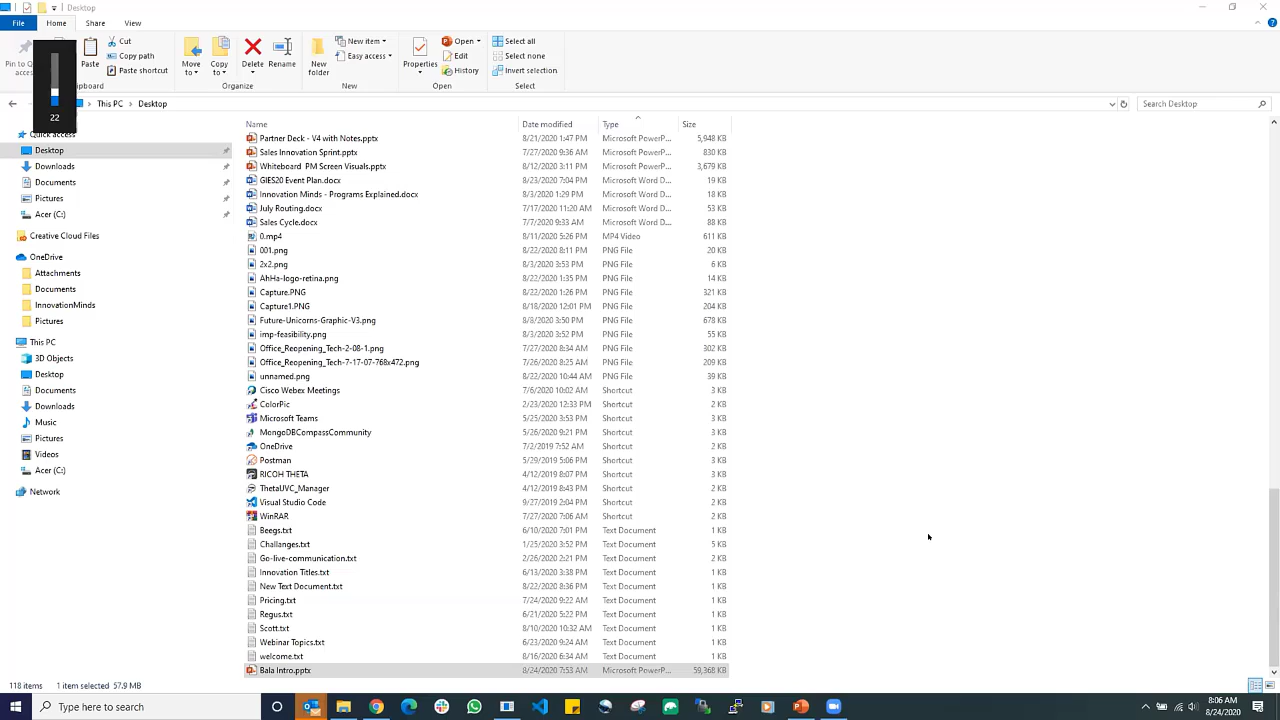 Desktop
File Home Share View
Pin to Quick access
Paste
Cut
Copy path
Paste shortcut
Clipboard
Move to
Copy to
Delete
Rename
Organize
New folder
New item
Easy access
New
Properties
Open
Edit
History
Open
Select all
Select none
Invert selection
Select
22
This PC > Desktop
Search Desktop
Quick access
Desktop
Downloads
Documents
Pictures
Acer (C:)
Creative Cloud Files
OneDrive
Attachments
Documents
InnovationMinds
Pictures
This PC
3D Objects
Desktop
Documents
Downloads
Music
Pictures
Videos
Acer (C:)
Network
Name Date modified Type Size
Partner Deck - V4 with Notes.pptx 8/21/2020 1:47 PM Microsoft PowerP... 5,948 KB
Sales Innovation Sprint.pptx 7/27/2020 9:36 AM Microsoft PowerP... 830 KB
Whiteboard PM Screen Visuals.pptx 8/12/2020 3:11 PM Microsoft PowerP... 3,679 KB
GIES20 Event Plan.docx 8/23/2020 7:04 PM Microsoft Word D... 19 KB
Innovation Minds - Programs Explained.docx 8/3/2020 1:29 PM Microsoft Word D... 18 KB
July Routing.docx 7/17/2020 11:20 AM Microsoft Word D... 53 KB
Sales Cycle.docx 7/7/2020 9:33 AM Microsoft Word D... 88 KB
0.mp4 8/11/2020 5:26 PM MP4 Video 611 KB
001.png 8/22/2020 8:11 PM PNG File 20 KB
2x2.png 8/3/2020 3:53 PM PNG File 6 KB
AhHa-logo-retina.png 8/22/2020 1:35 PM PNG File 14 KB
Capture.PNG 8/22/2020 1:26 PM PNG File 321 KB
Capture1.PNG 8/18/2020 12:01 PM PNG File 204 KB
Future-Unicorns-Graphic-V3.png 8/8/2020 3:50 PM PNG File 678 KB
imp-feasibility.png 8/3/2020 3:52 PM PNG File 55 KB
Office_Reopening_Tech-2-08-1.png 7/27/2020 8:34 AM PNG File 302 KB
Office_Reopening_Tech-7-17-07-768x472.png 7/26/2020 8:25 AM PNG File 209 KB
unnamed.png 8/22/2020 10:44 AM PNG File 39 KB
Cisco Webex Meetings 7/6/2020 10:02 AM Shortcut 3 KB
ColorPic 2/23/2020 12:33 PM Shortcut 2 KB
Microsoft Teams 5/25/2020 3:53 PM Shortcut 3 KB
MongoDBCompassCommunity 5/26/2020 9:21 PM Shortcut 3 KB
OneDrive 7/2/2019 7:52 AM Shortcut 2 KB
Postman 5/29/2019 5:06 PM Shortcut 3 KB
RICOH THETA 4/12/2019 8:07 PM Shortcut 3 KB
ThetaUVC_Manager 4/12/2019 8:43 PM Shortcut 2 KB
Visual Studio Code 9/27/2019 2:04 PM Shortcut 2 KB
WinRAR 7/27/2020 7:06 AM Shortcut 2 KB
Beegs.txt 6/10/2020 7:01 PM Text Document 1 KB
Challanges.txt 1/25/2020 3:52 PM Text Document 5 KB
Go-live-communication.txt 2/26/2020 2:21 PM Text Document 1 KB
Innovation Titles.txt 6/13/2020 3:38 PM Text Document 1 KB
New Text Document.txt 8/22/2020 8:36 PM Text Document 1 KB
Pricing.txt 7/24/2020 9:22 AM Text Document 1 KB
Regus.txt 6/21/2020 5:22 PM Text Document 1 KB
Scott.txt 8/10/2020 10:32 AM Text Document 1 KB
Webinar Topics.txt 6/23/2020 9:24 AM Text Document 1 KB
welcome.txt 8/16/2020 6:34 AM Text Document 1 KB
Bala Intro.pptx 8/24/2020 7:53 AM Microsoft PowerP... 59,368 KB
118 items 1 item selected 57.9 MB
Type here to search
8:06 AM
8/24/2020